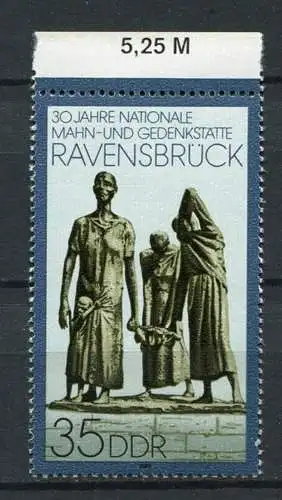 5,25 M
30 JAHRE NATIONALE
MAHN-UND GEDENKSTÄTTE
RAVENSBRÜCK
35 DDR